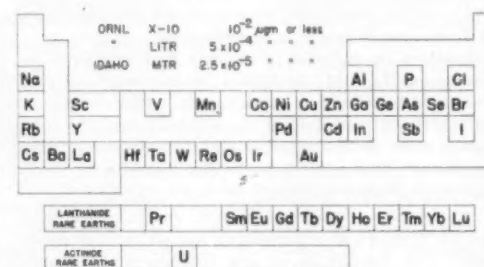 ORNL X-10 10-2 µgm or less
" LITR 5 x 10-4 " " "
IDAHO MTR 2.5 x 10-5 " " "
Na Al P Cl
K Sc V Mn Co Ni Cu Zn Ga Ge As Se Br
Rb Y Pd Cd In Sb I
Cs Ba La Hf Ta W Re Os Ir Au
LANTHANIDE RARE EARTHS Pr Sm Eu Gd Tb Dy Ho Er Tm Yb Lu
ACTINIDE RARE EARTHS U